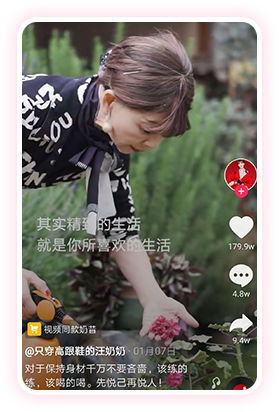 其实精致的生活
就是你所喜欢的生活
179.9w
4.8w
9.4w
视频同款奶昔
@只穿高跟鞋的汪奶奶 · 01月07日
对于保持身材千万不要吝啬，该练的
练，该喝的喝。先悦己再悦人！